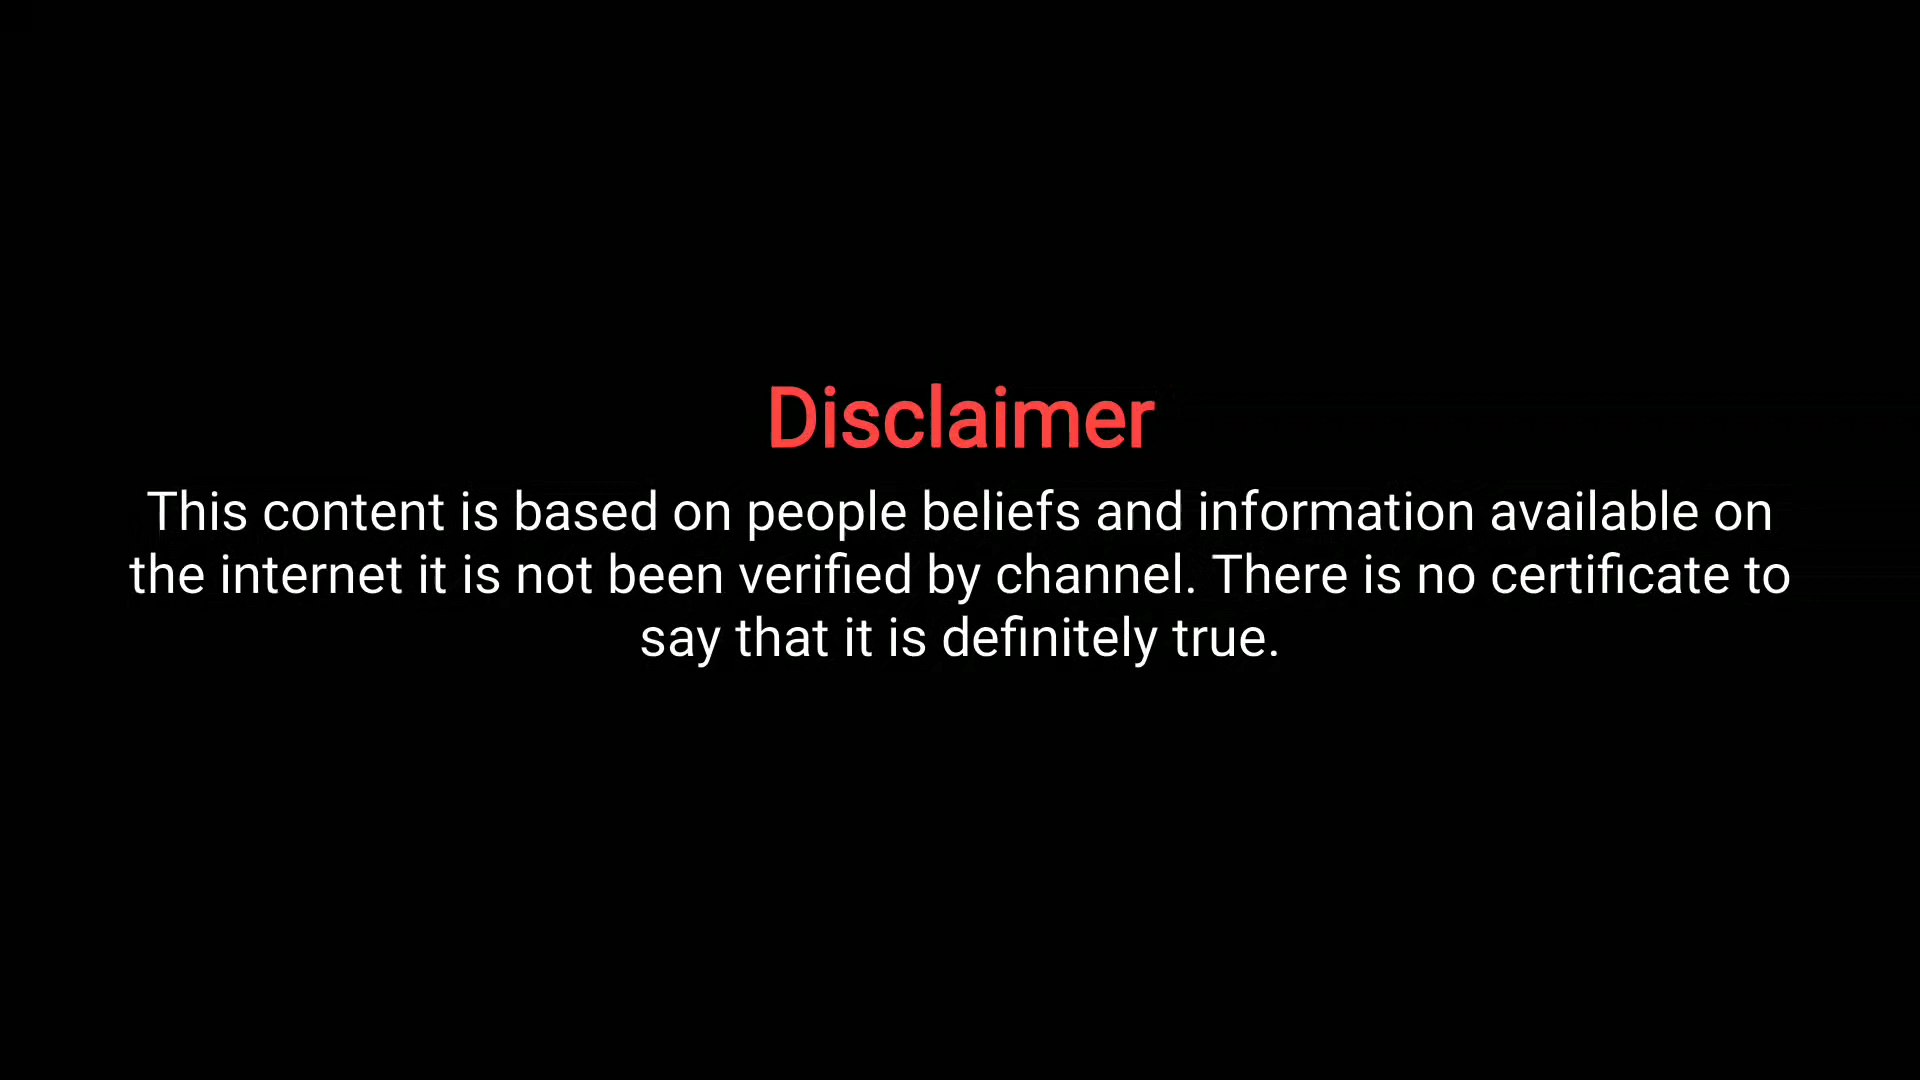 Disclaimer
This content is based on people beliefs and information available on
the internet it is not been verified by channel. There is no certificate to
say that it is definitely true.